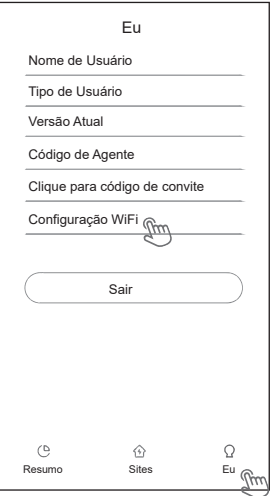 Eu
Nome de Usuário
Tipo de Usuário
Versão Atual
Código de Agente
Clique para código de convite
Configuração WiFi
Sair
Resumo Sites Eu